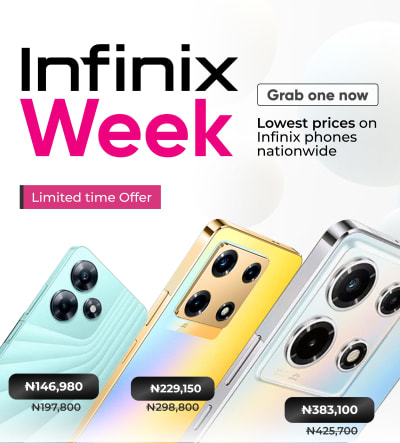 Infinix
Week
Grab one now
Lowest prices on
Infinix phones
nationwide
Limited time Offer
₦146,980
₦197,800
₦229,150
₦298,800
₦383,100
₦425,700